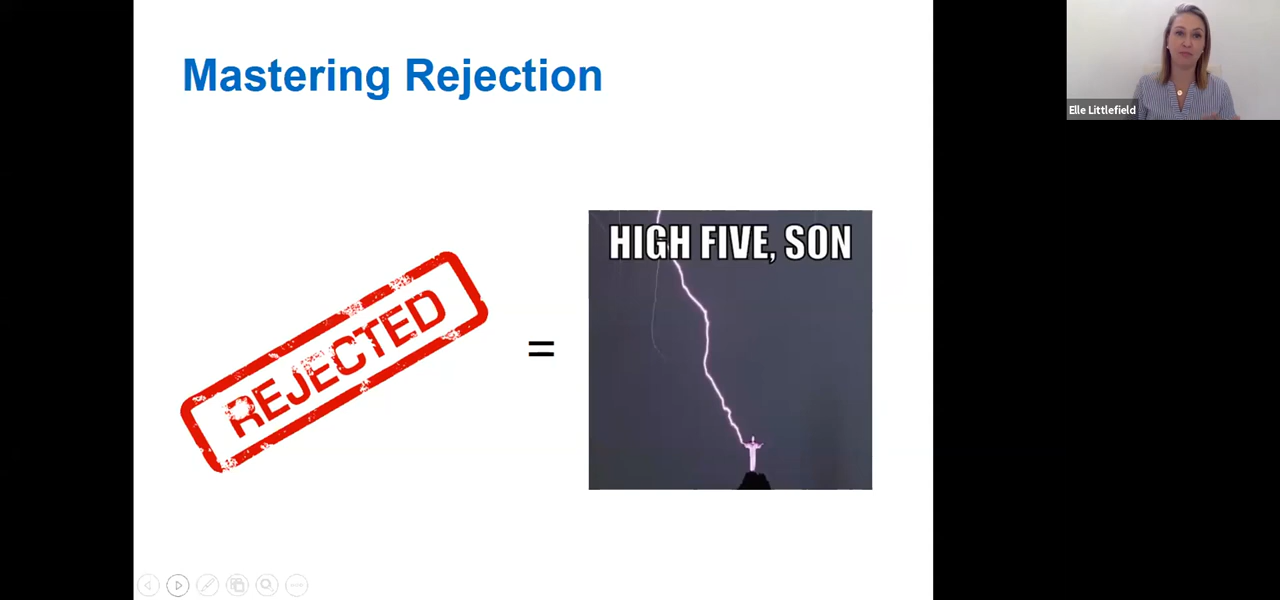 Mastering Rejection
Elle Littlefield
REJECTED
=
HIGH FIVE, SON